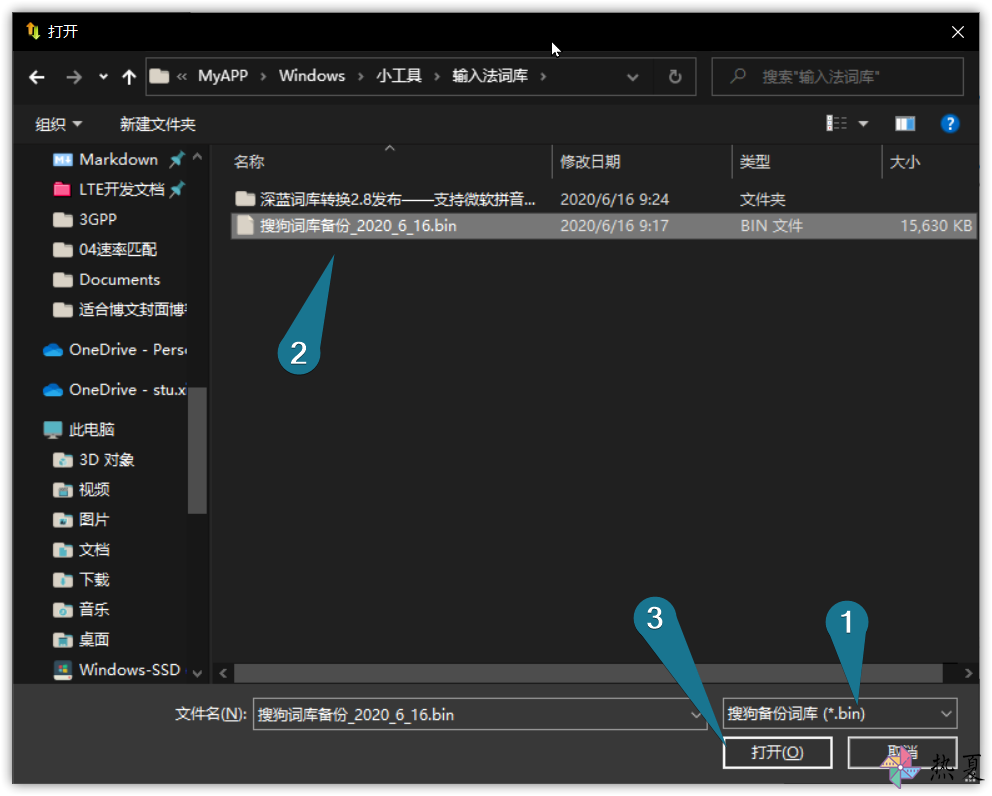 打开
« MyAPP › Windows › 小工具 › 输入法词库 ›
搜索"输入法词库"
组织 新建文件夹
名称 修改日期 类型 大小
深蓝词库转换2.8发布——支持微软拼音... 2020/6/16 9:24 文件夹
搜狗词库备份_2020_6_16.bin 2020/6/16 9:17 BIN 文件 15,630 KB
Markdown
LTE开发文档
3GPP
04速率匹配
Documents
适合博文封面博
OneDrive - Pers
OneDrive - stu.x
此电脑
3D 对象
视频
图片
文档
下载
音乐
桌面
Windows-SSD
2
3
1
文件名(N): 搜狗词库备份_2020_6_16.bin 搜狗备份词库 (*.bin)
打开(O) 取消
热夏